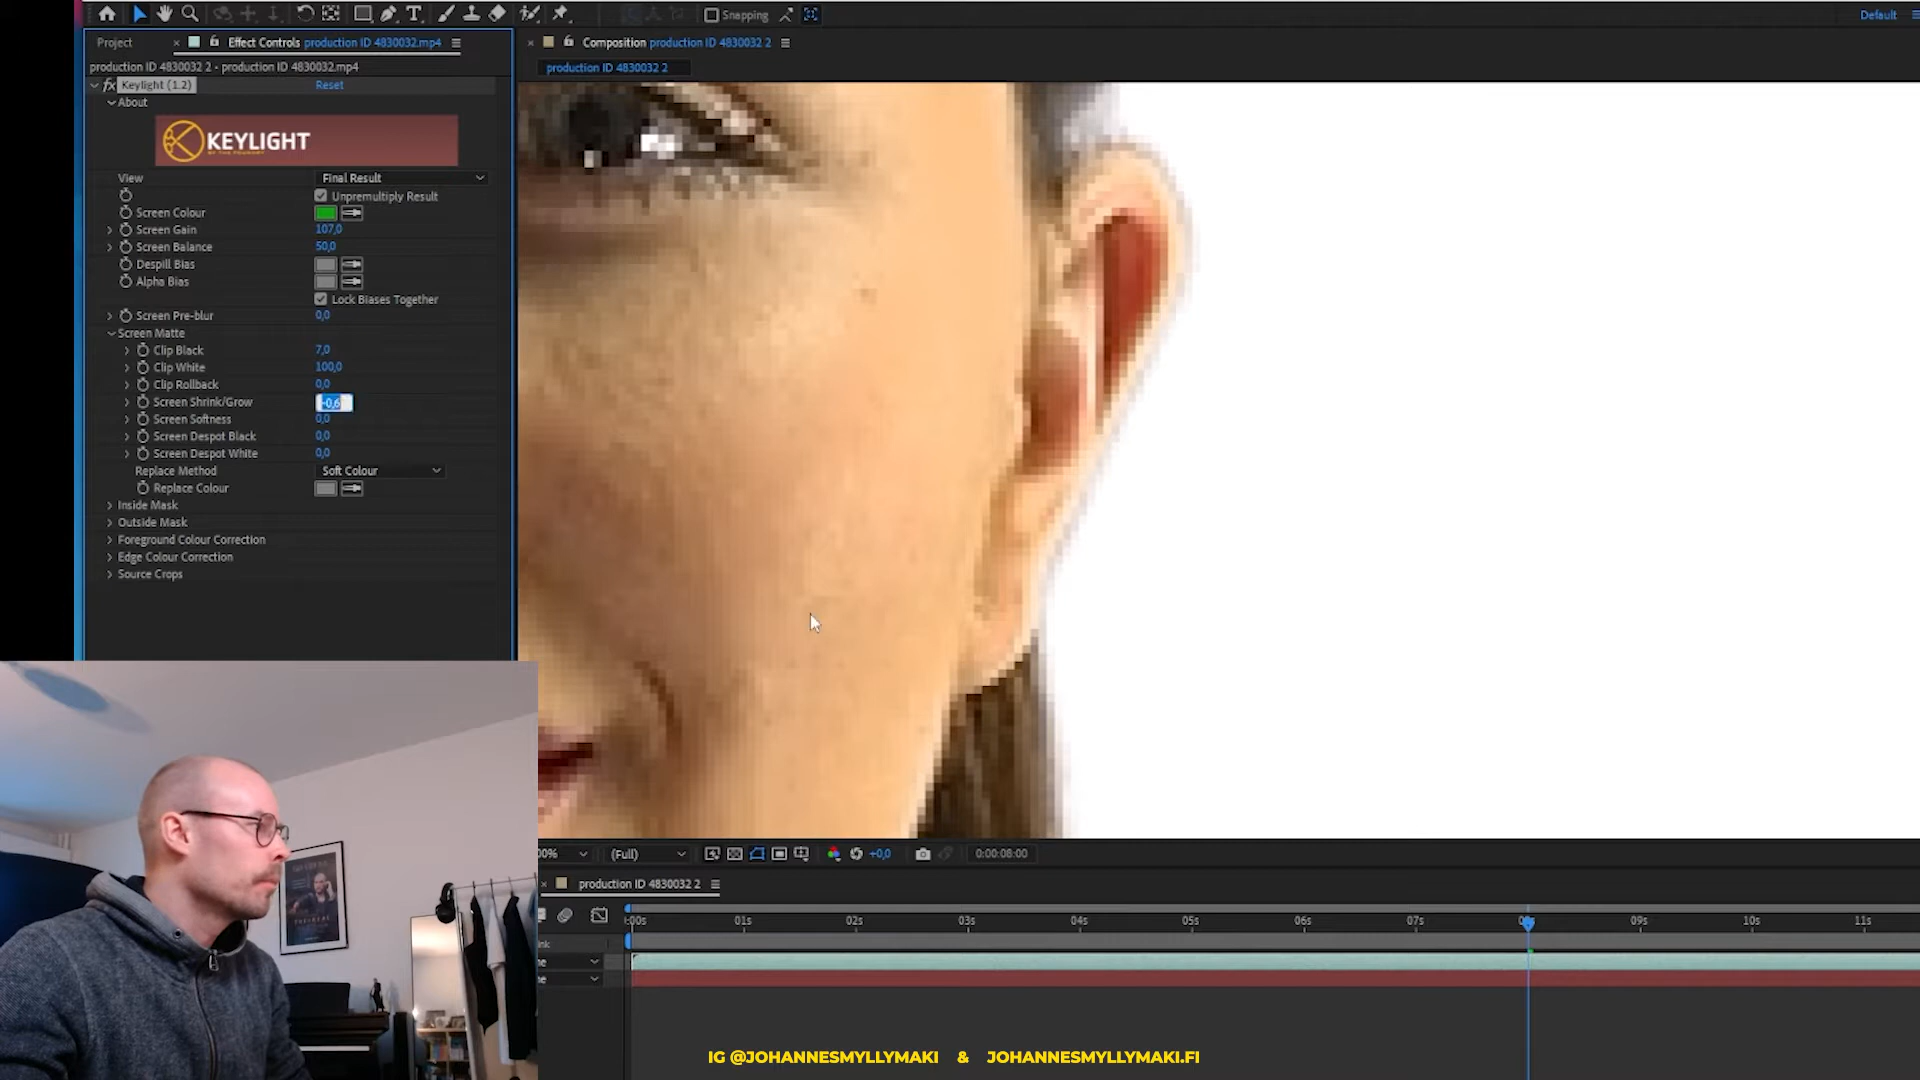 Snapping
Default
Project
Effect Controls production ID 4830032.mp4
Composition production ID 4830032 2
production ID 4830032 2 - production ID 4830032.mp4
production ID 4830032 2
fx Keylight (1.2) Reset
About
KEYLIGHT
View Final Result
Unpremultiply Result
Screen Colour
Screen Gain 107,0
Screen Balance 50,0
Despill Bias
Alpha Bias
Lock Biases Together
Screen Pre-blur 0,0
Screen Matte
Clip Black 7,0
Clip White 100,0
Clip Rollback 0,0
Screen Shrink/Grow -0,6
Screen Softness 0,0
Screen Despot Black 0,0
Screen Despot White 0,0
Replace Method Soft Colour
Replace Colour
Inside Mask
Outside Mask
Foreground Colour Correction
Edge Colour Correction
Source Crops
00% (Full) +0,0 0:00:08:00
production ID 4830032 2
:00s 01s 02s 03s 04s 05s 06s 07s 09s 10s 11s
IG @JOHANNESMYLLYMAKI & JOHANNESMYLLYMAKI.FI